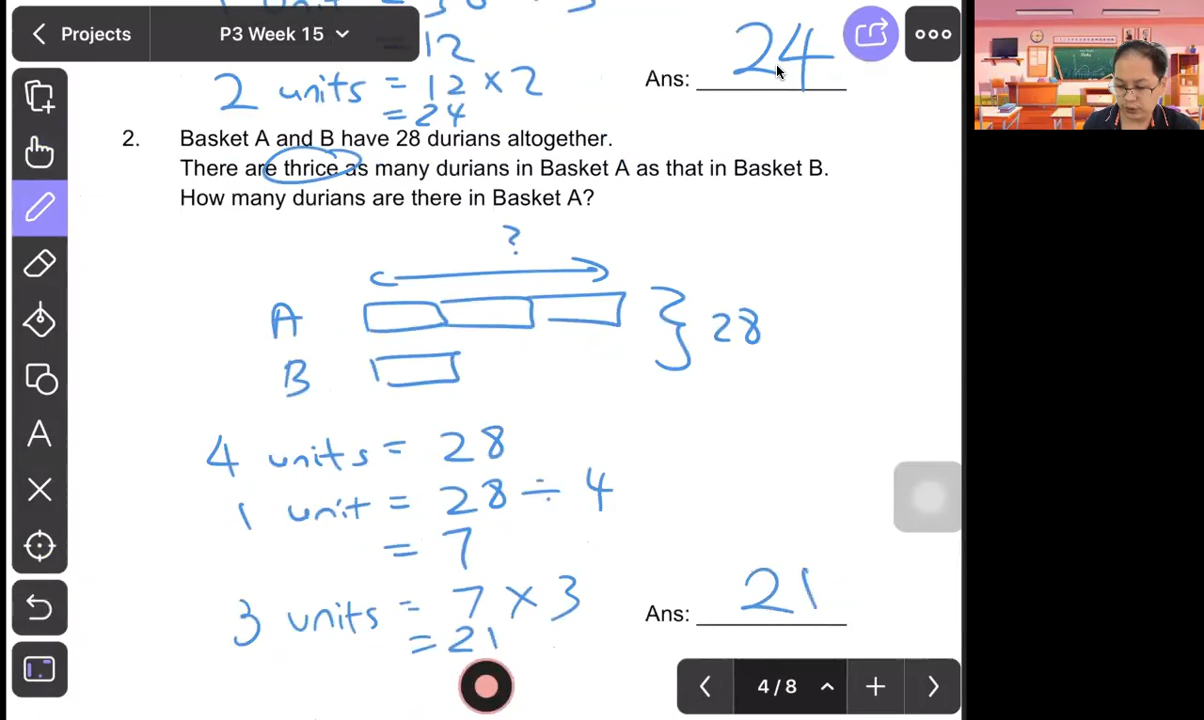 Projects
P3 Week 15
12
2 units = 12 × 2
= 24
Ans: 24
2. Basket A and B have 28 durians altogether.
There are thrice as many durians in Basket A as that in Basket B.
How many durians are there in Basket A?
?
A
28
B
4 units = 28
1 unit = 28 ÷ 4
= 7
3 units = 7 × 3
= 21
Ans: 21
4 / 8